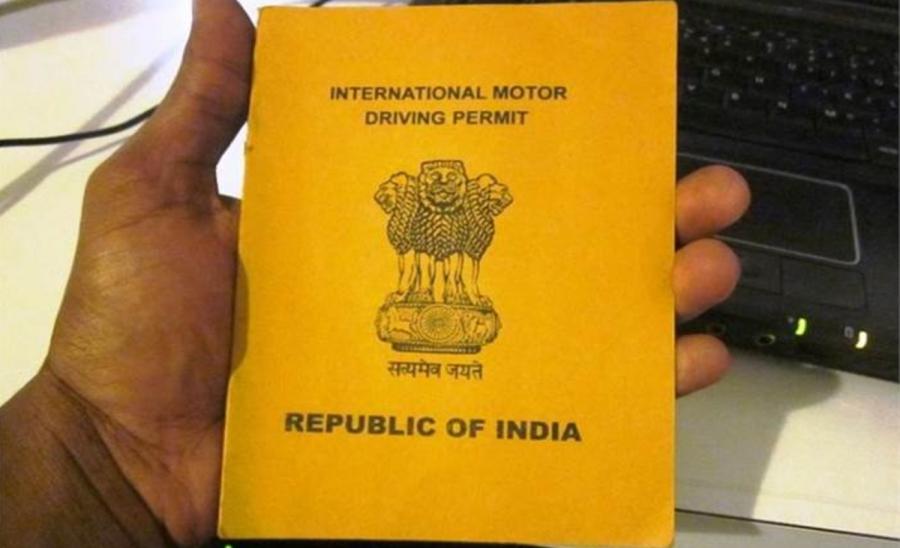 INTERNATIONAL MOTOR
DRIVING PERMIT
सत्यमेव जयते
REPUBLIC OF INDIA